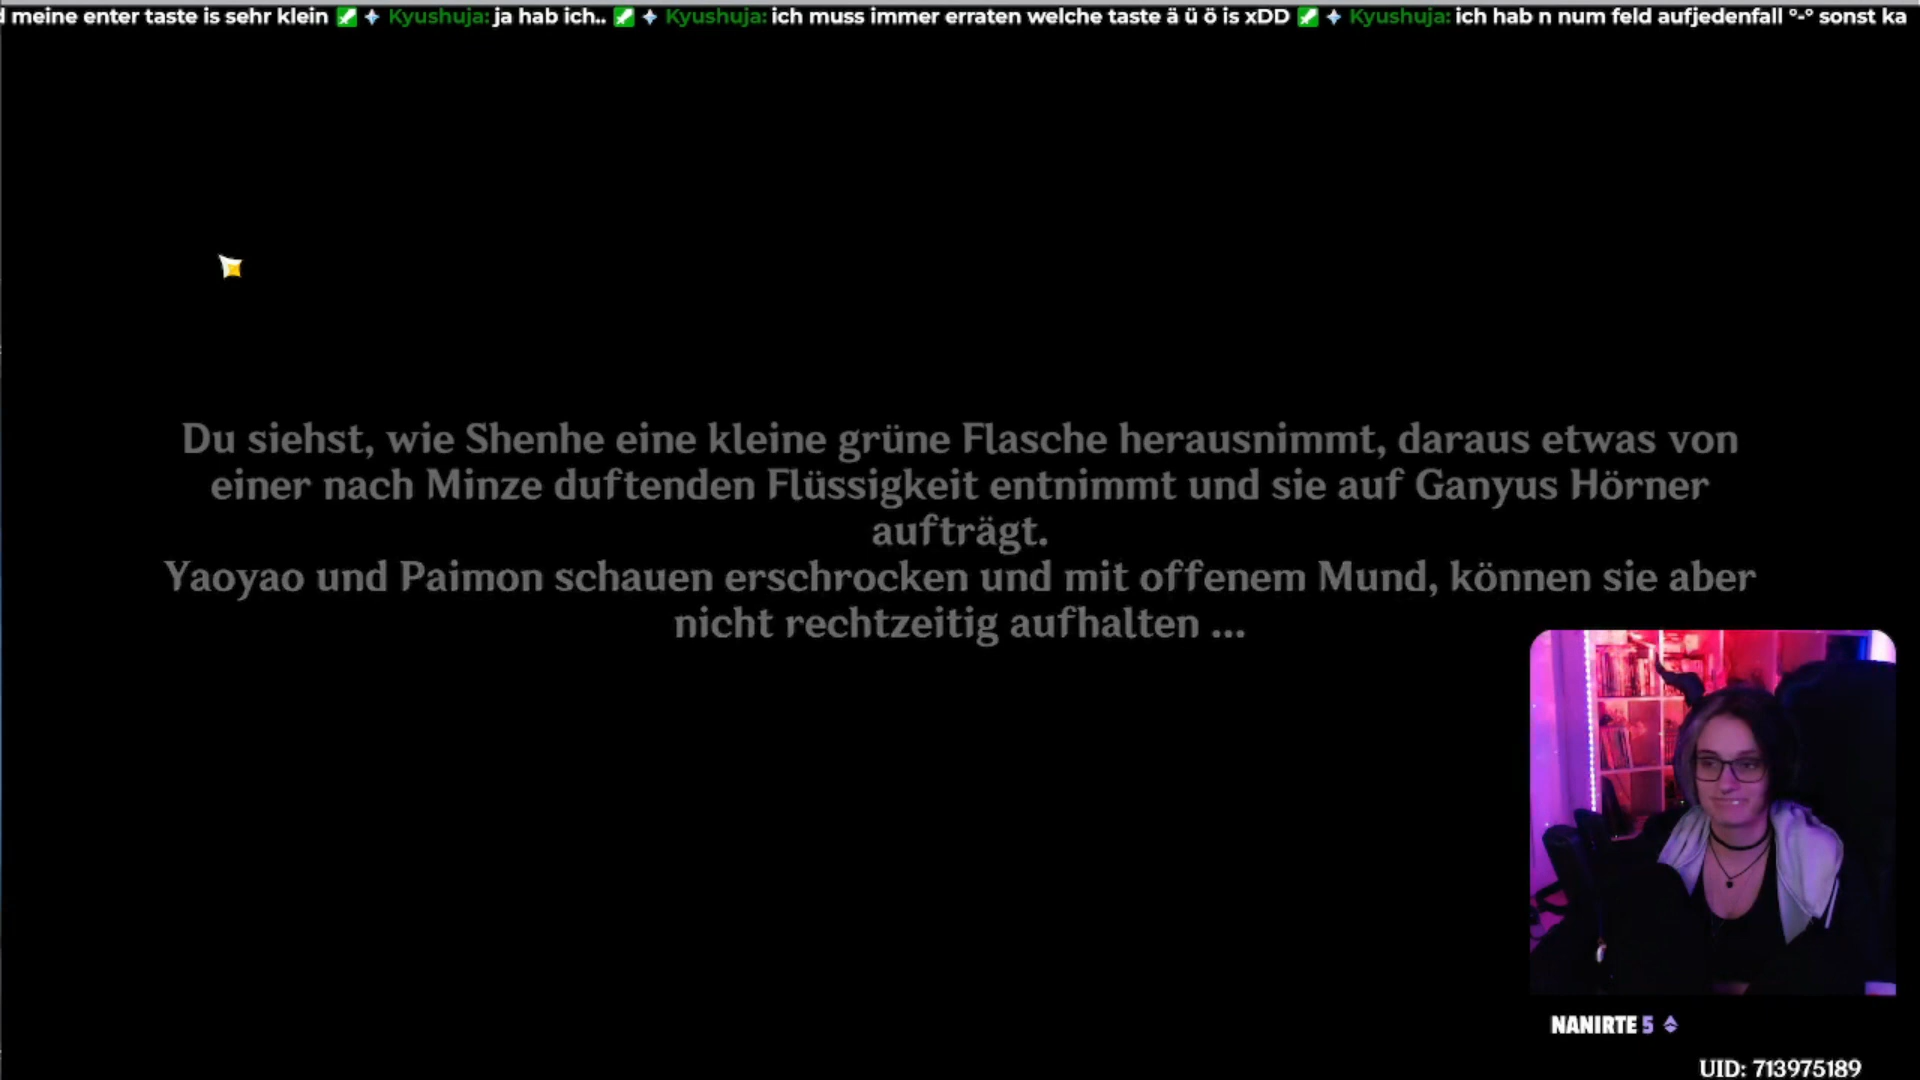 meine enter taste is sehr klein Kyushuja: ja hab ich.. Kyushuja: ich muss immer erraten welche taste ä ü ö is xDD Kyushuja: ich hab n num feld aufjedenfall °-° sonst ka
Du siehst, wie Shenhe eine kleine grüne Flasche herausnimmt, daraus etwas von
einer nach Minze duftenden Flüssigkeit entnimmt und sie auf Ganyus Hörner
aufträgt.
Yaoyao und Paimon schauen erschrocken und mit offenem Mund, können sie aber
nicht rechtzeitig aufhalten ...
NANIRTE 5
UID: 713975189